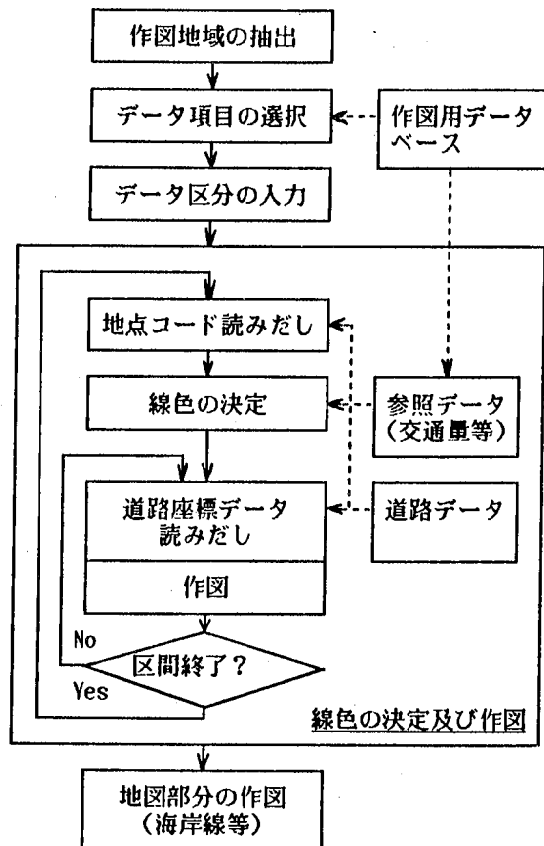 作図地域の抽出
データ項目の選択
作図用データ
ベース
データ区分の入力
地点コード読みだし
線色の決定
参照データ
(交通量等)
道路座標データ
読みだし
道路データ
作図
No
区間終了?
Yes
線色の決定及び作図
地図部分の作図
(海岸線等)